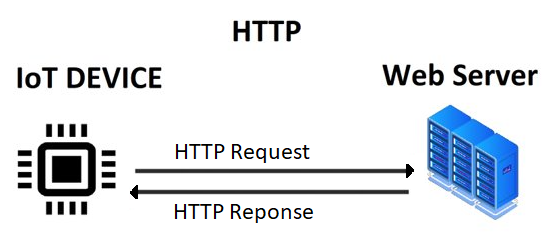 HTTP
IoT DEVICE
Web Server
HTTP Request
HTTP Reponse